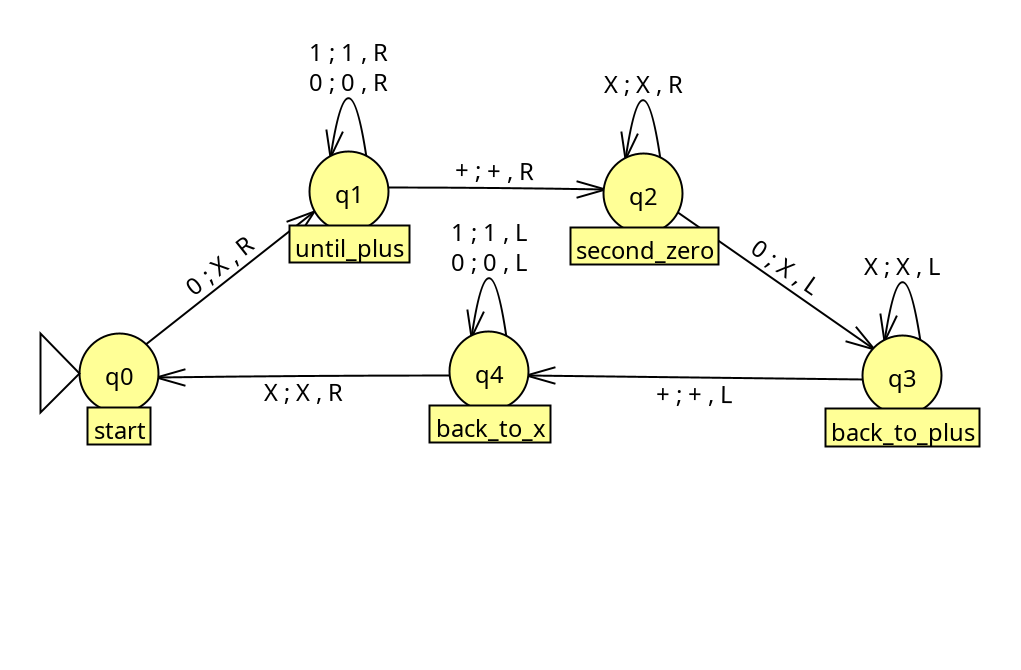 1 ; 1 , R
0 ; 0 , R
X ; X , R
q1
+ ; + , R
q2
until_plus
second_zero
1 ; 1 , L
0 ; 0 , L
0 ; X , R
0 ; X , L
X ; X , L
q0
q4
q3
X ; X , R
+ ; + , L
start
back_to_x
back_to_plus